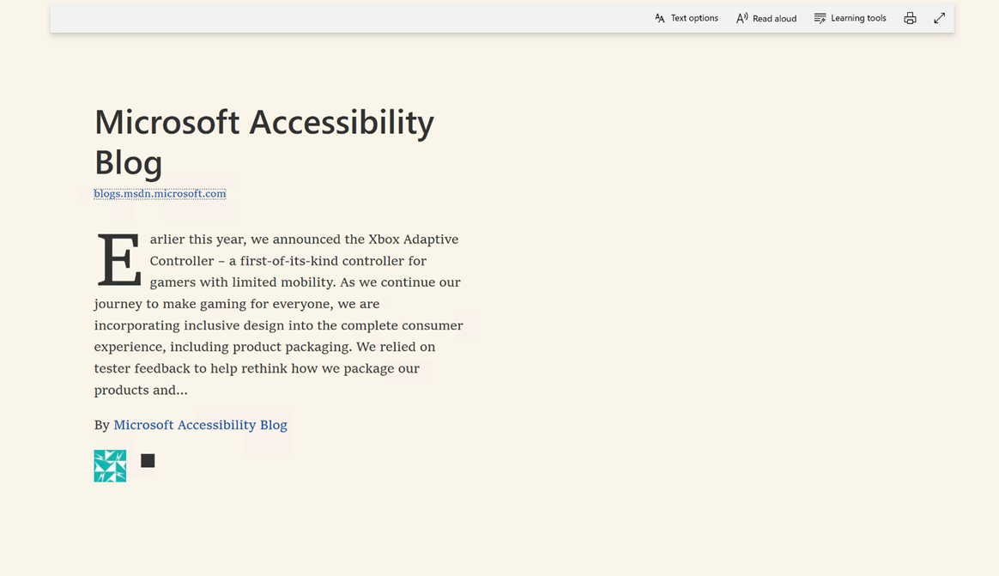 Text options Read aloud Learning tools
Microsoft Accessibility
Blog
blogs.msdn.microsoft.com
Earlier this year, we announced the Xbox Adaptive
Controller – a first-of-its-kind controller for
gamers with limited mobility. As we continue our
journey to make gaming for everyone, we are
incorporating inclusive design into the complete consumer
experience, including product packaging. We relied on
tester feedback to help rethink how we package our
products and...
By Microsoft Accessibility Blog